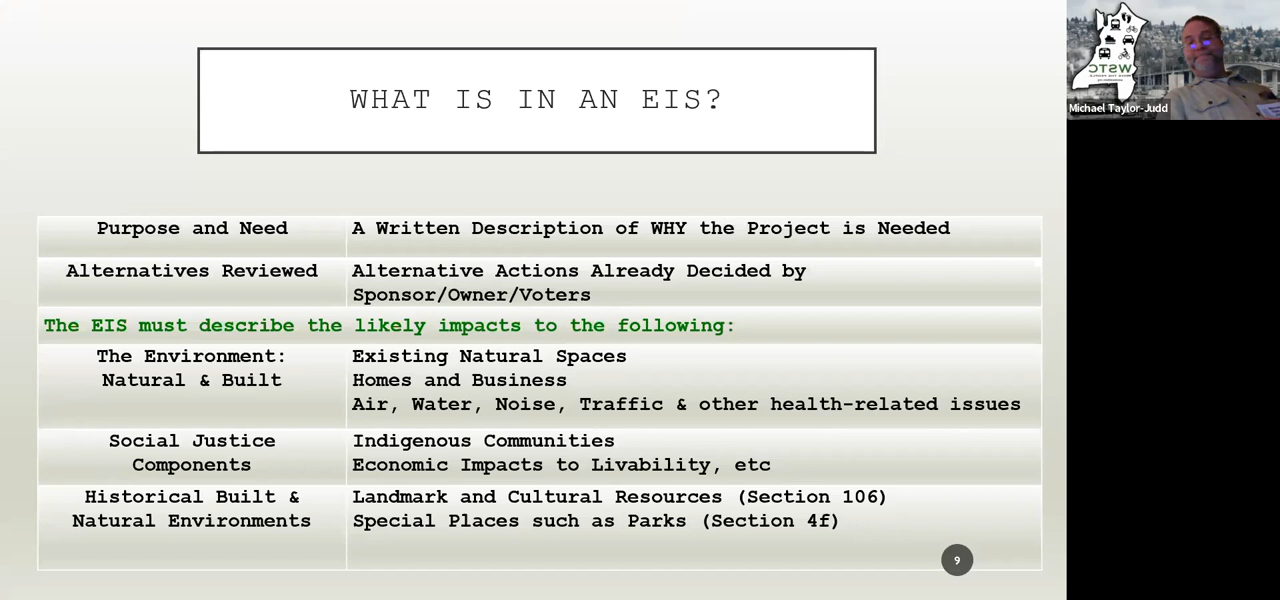 WHAT IS IN AN EIS?
Purpose and Need
A Written Description of WHY the Project is Needed
Alternatives Reviewed
Alternative Actions Already Decided by
Sponsor/Owner/Voters
The EIS must describe the likely impacts to the following:
The Environment:
Natural & Built
Existing Natural Spaces
Homes and Business
Air, Water, Noise, Traffic & other health-related issues
Social Justice
Components
Indigenous Communities
Economic Impacts to Livability, etc
Historical Built &
Natural Environments
Landmark and Cultural Resources (Section 106)
Special Places such as Parks (Section 4f)
9
WSTC
Michael Taylor-Judd